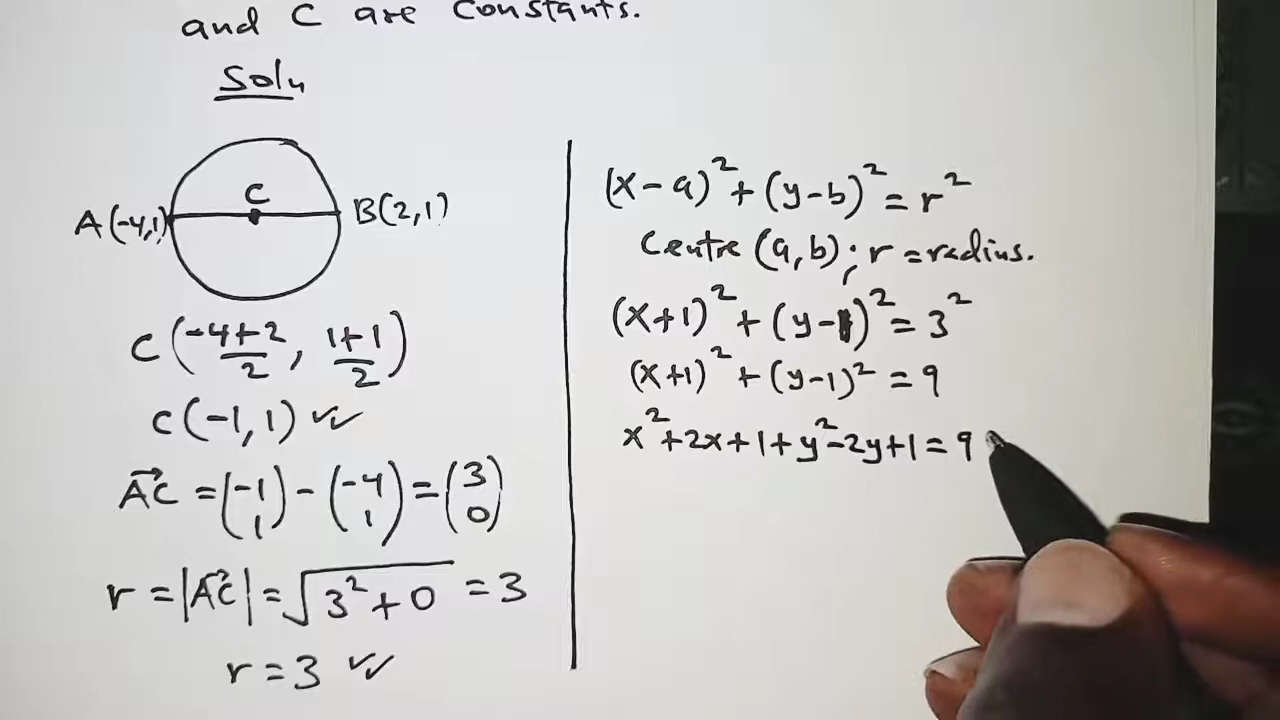 and C are constants.
Soln
C
A(-4,1) B(2,1)
C(-4+2/2, 1+1/2)
C(-1, 1) ✓✓
AC→ = (-1 1) - (-4 1) = (3 0)
r = |AC→| = √(3²+0) = 3
r = 3 ✓✓
(x-a)²+(y-b)² = r²
Centre (a,b); r = radius.
(x+1)² + (y-1)² = 3²
(x+1)² + (y-1)² = 9
x²+2x+1+y²-2y+1=9